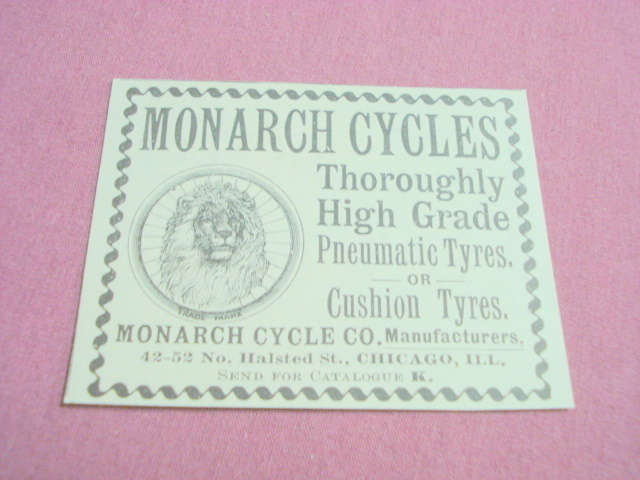 MONARCH CYCLES
Thoroughly
High Grade
Pneumatic Tyres.
OR
Cushion Tyres.
TRADE MARK
MONARCH CYCLE CO. Manufacturers,
42-52 No. Halsted St., CHICAGO, ILL.
SEND FOR CATALOGUE K.